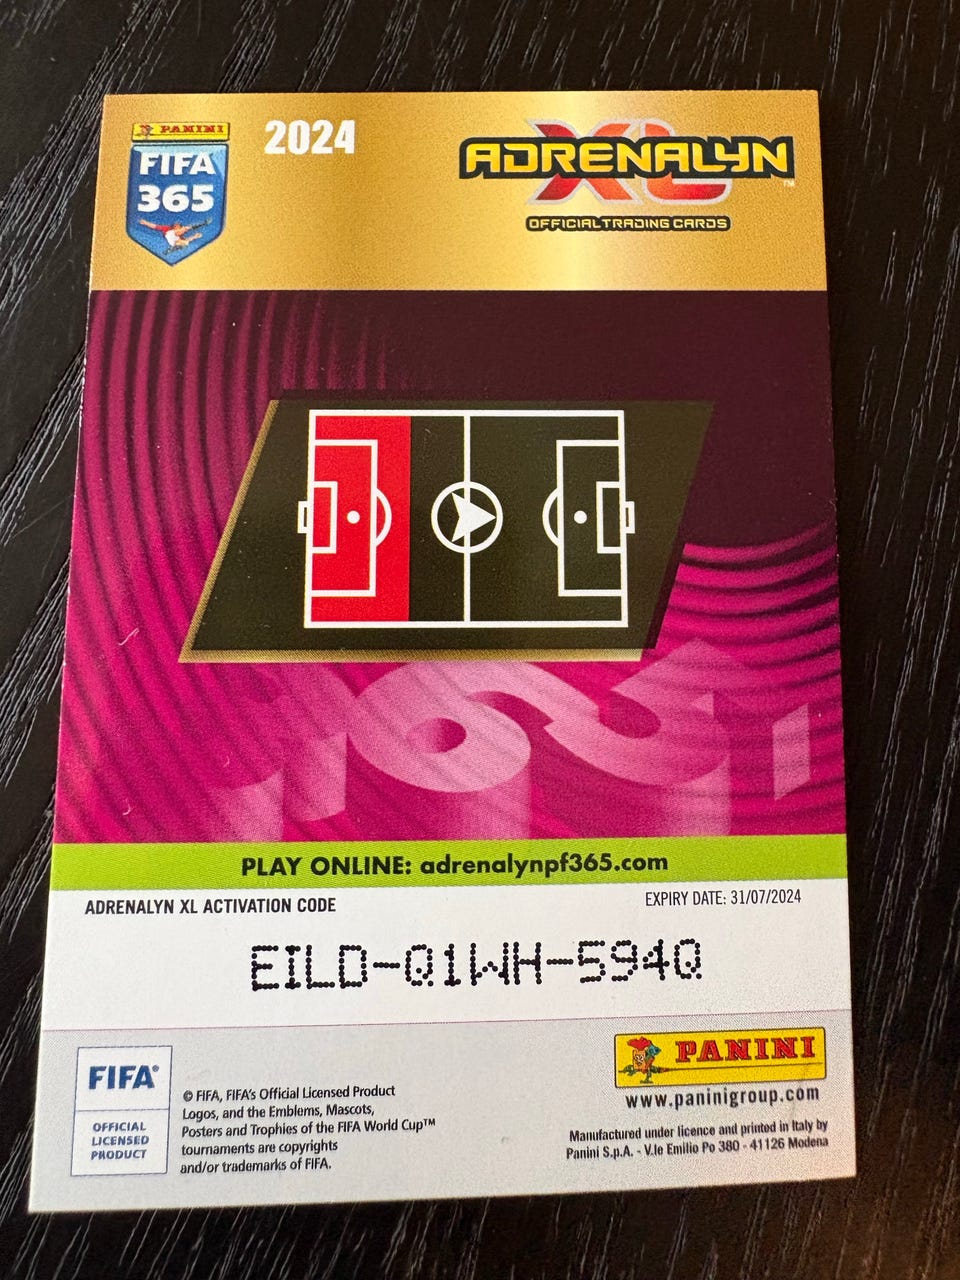 PANINI
FIFA
365
2024
ADRENALYN
XL
™
OFFICIAL TRADING CARDS
365
PLAY ONLINE: adrenalynpf365.com
ADRENALYN XL ACTIVATION CODE
EXPIRY DATE: 31/07/2024
EILD-Q1WH-594Q
FIFA®
OFFICIAL
LICENSED
PRODUCT
© FIFA, FIFA's Official Licensed Product
Logos, and the Emblems, Mascots,
Posters and Trophies of the FIFA World Cup™
tournaments are copyrights
and/or trademarks of FIFA.
PANINI
www.paninigroup.com
Manufactured under licence and printed in Italy by
Panini S.p.A. - V.le Emilio Po 380 - 41126 Modena